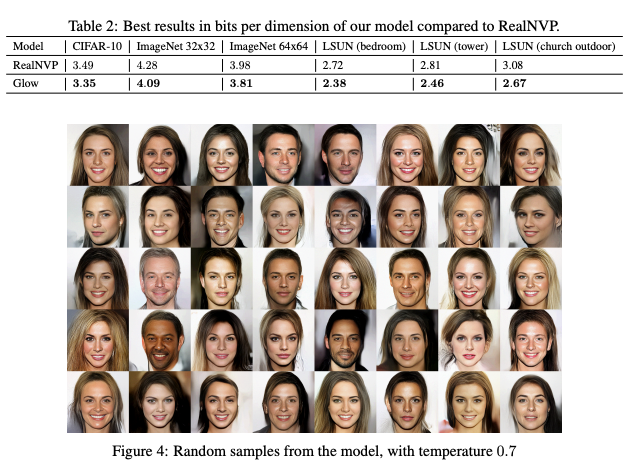 Table 2: Best results in bits per dimension of our model compared to RealNVP.
Model | CIFAR-10 | ImageNet 32x32 | ImageNet 64x64 | LSUN (bedroom) | LSUN (tower) | LSUN (church outdoor)
RealNVP | 3.49 | 4.28 | 3.98 | 2.72 | 2.81 | 3.08
Glow | 3.35 | 4.09 | 3.81 | 2.38 | 2.46 | 2.67
Figure 4: Random samples from the model, with temperature 0.7